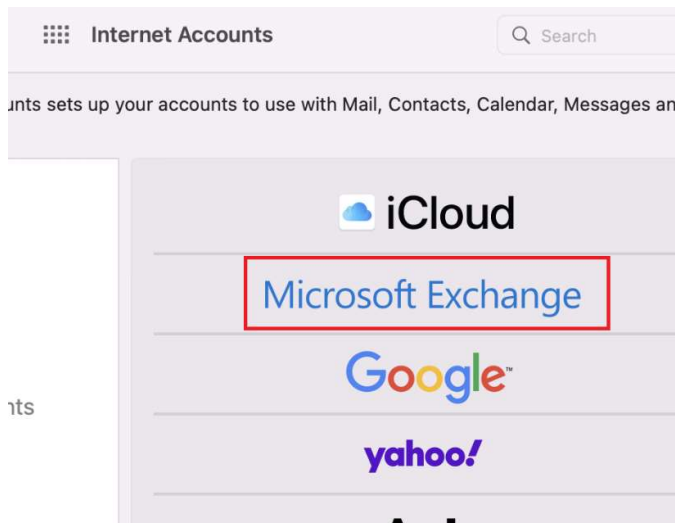 Internet Accounts
Search
unts sets up your accounts to use with Mail, Contacts, Calendar, Messages an
iCloud
Microsoft Exchange
Google™
nts
yahoo!